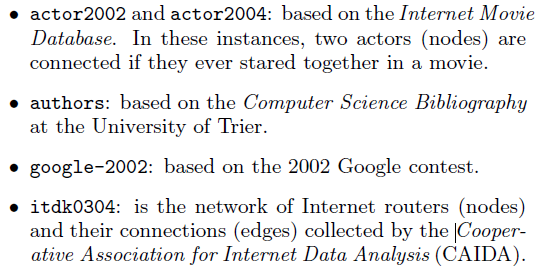 • actor2002 and actor2004: based on the Internet Movie
Database. In these instances, two actors (nodes) are
connected if they ever stared together in a movie.
• authors: based on the Computer Science Bibliography
at the University of Trier.
• google-2002: based on the 2002 Google contest.
• itdk0304: is the network of Internet routers (nodes)
and their connections (edges) collected by the Cooper-
ative Association for Internet Data Analysis (CAIDA).